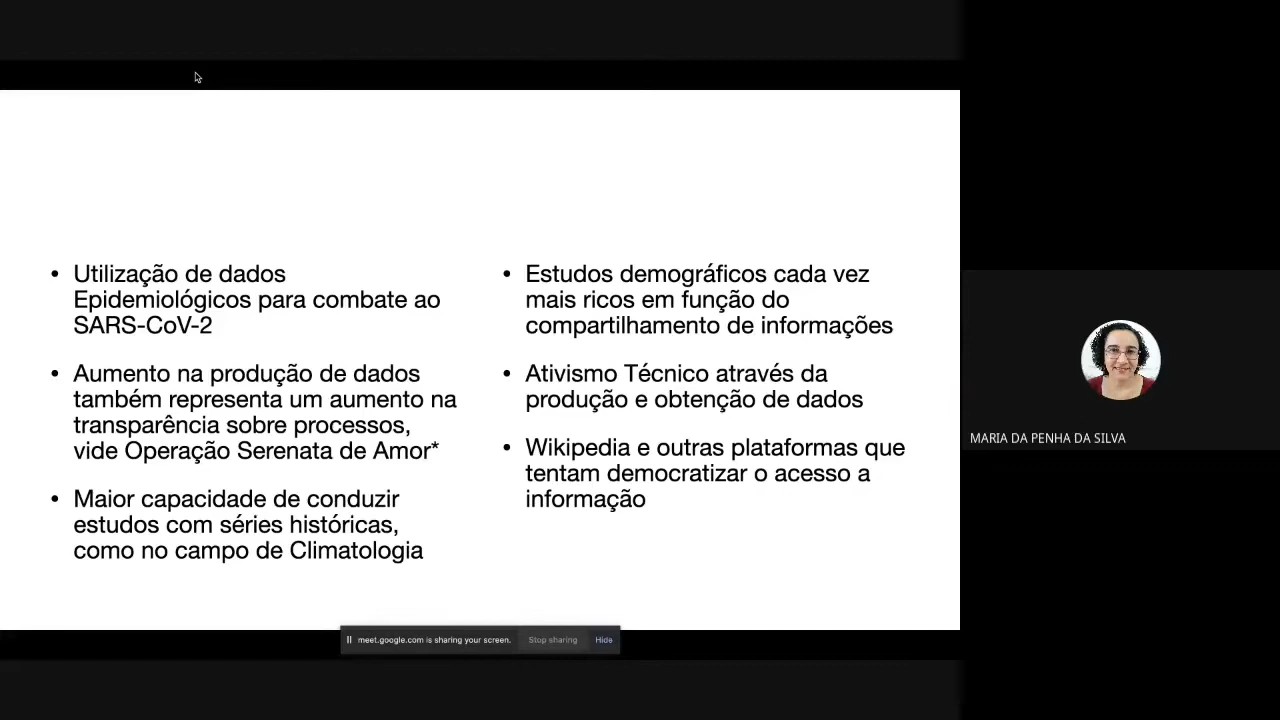 • Utilização de dados
Epidemiológicos para combate ao
SARS-CoV-2
• Aumento na produção de dados
também representa um aumento na
transparência sobre processos,
vide Operação Serenata de Amor*
• Maior capacidade de conduzir
estudos com séries históricas,
como no campo de Climatologia
• Estudos demográficos cada vez
mais ricos em função do
compartilhamento de informações
• Ativismo Técnico através da
produção e obtenção de dados
• Wikipedia e outras plataformas que
tentam democratizar o acesso a
informação
MARIA DA PENHA DA SILVA
meet.google.com is sharing your screen. Stop sharing Hide